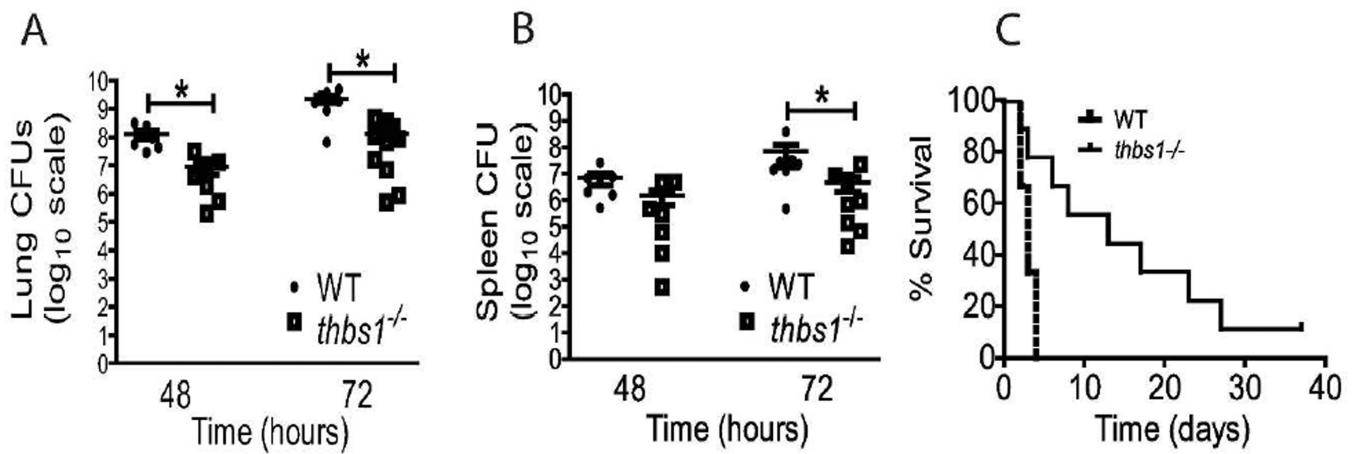 A
Lung CFUs
(log10 scale)
10
9
8
7
6
5
4
3
2
1
0
*
*
WT
thbs1-/-
48
72
Time (hours)
B
Spleen CFU
(log10 scale)
10
9
8
7
6
5
4
3
2
1
0
*
WT
thbs1-/-
48
72
Time (hours)
C
% Survival
100
80
60
40
20
0
WT
thbs1-/-
0
10
20
30
40
Time (days)